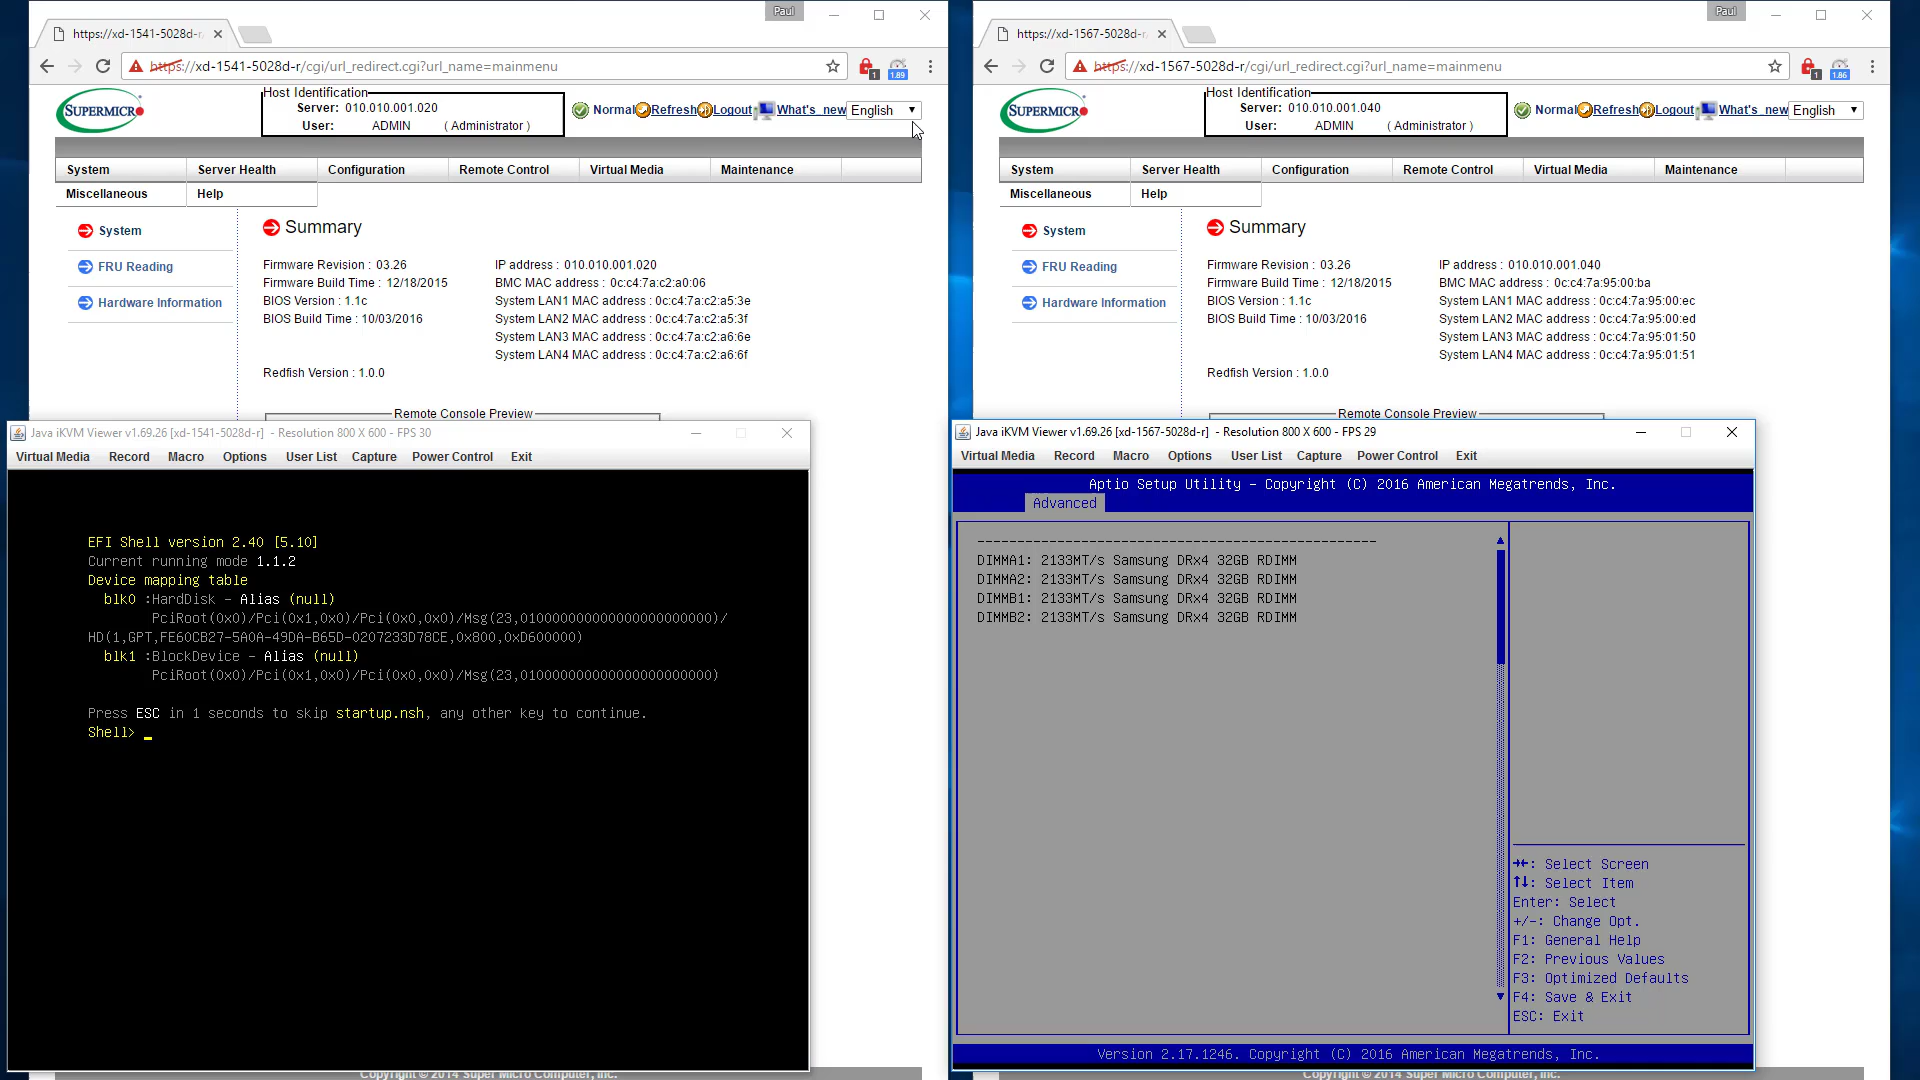 Paul
https://xd-1541-5028d-r
https://xd-1541-5028d-r/cgi/url_redirect.cgi?url_name=mainmenu
1
1.89
SUPERMICR
Host Identification
Server: 010.010.001.020
User: ADMIN ( Administrator )
Normal Refresh Logout What's_new English
System Server Health Configuration Remote Control Virtual Media Maintenance
Miscellaneous Help
System
FRU Reading
Hardware Information
Summary
Firmware Revision : 03.26
Firmware Build Time : 12/18/2015
BIOS Version : 1.1c
BIOS Build Time : 10/03/2016
IP address : 010.010.001.020
BMC MAC address : 0c:c4:7a:c2:a0:06
System LAN1 MAC address : 0c:c4:7a:c2:a5:3e
System LAN2 MAC address : 0c:c4:7a:c2:a5:3f
System LAN3 MAC address : 0c:c4:7a:c2:a6:6e
System LAN4 MAC address : 0c:c4:7a:c2:a6:6f
Redfish Version : 1.0.0
Remote Console Preview
Java iKVM Viewer v1.69.26 [xd-1541-5028d-r] - Resolution 800 X 600 - FPS 30
Virtual Media Record Macro Options User List Capture Power Control Exit
EFI Shell version 2.40 [5.10]
Current running mode 1.1.2
Device mapping table
blk0 :HardDisk - Alias (null)
PciRoot(0x0)/Pci(0x1,0x0)/Pci(0x0,0x0)/Msg(23,01000000000000000000000)/
HD(1,GPT,FE60CB27-5A0A-49DA-B65D-0207233D78CE,0x800,0xD600000)
blk1 :BlockDevice - Alias (null)
PciRoot(0x0)/Pci(0x1,0x0)/Pci(0x0,0x0)/Msg(23,01000000000000000000000)
Press ESC in 1 seconds to skip startup.nsh, any other key to continue.
Shell> _
Copyright © 2014 Super Micro Computer, Inc.
Paul
https://xd-1567-5028d-r
https://xd-1567-5028d-r/cgi/url_redirect.cgi?url_name=mainmenu
1
1.86
SUPERMICR
Host Identification
Server: 010.010.001.040
User: ADMIN ( Administrator )
Normal Refresh Logout What's_new English
System Server Health Configuration Remote Control Virtual Media Maintenance
Miscellaneous Help
System
FRU Reading
Hardware Information
Summary
Firmware Revision : 03.26
Firmware Build Time : 12/18/2015
BIOS Version : 1.1c
BIOS Build Time : 10/03/2016
IP address : 010.010.001.040
BMC MAC address : 0c:c4:7a:95:00:ba
System LAN1 MAC address : 0c:c4:7a:95:00:ec
System LAN2 MAC address : 0c:c4:7a:95:00:ed
System LAN3 MAC address : 0c:c4:7a:95:01:50
System LAN4 MAC address : 0c:c4:7a:95:01:51
Redfish Version : 1.0.0
Remote Console Preview
Java iKVM Viewer v1.69.26 [xd-1567-5028d-r] - Resolution 800 X 600 - FPS 29
Virtual Media Record Macro Options User List Capture Power Control Exit
Aptio Setup Utility - Copyright (C) 2016 American Megatrends, Inc.
Advanced
--------------------------------------------------
DIMMA1: 2133MT/s Samsung DRx4 32GB RDIMM
DIMMA2: 2133MT/s Samsung DRx4 32GB RDIMM
DIMMB1: 2133MT/s Samsung DRx4 32GB RDIMM
DIMMB2: 2133MT/s Samsung DRx4 32GB RDIMM
→←: Select Screen
↑↓: Select Item
Enter: Select
+/-: Change Opt.
F1: General Help
F2: Previous Values
F3: Optimized Defaults
F4: Save & Exit
ESC: Exit
Version 2.17.1246. Copyright (C) 2016 American Megatrends, Inc.
Copyright © 2014 Super Micro Computer, Inc.